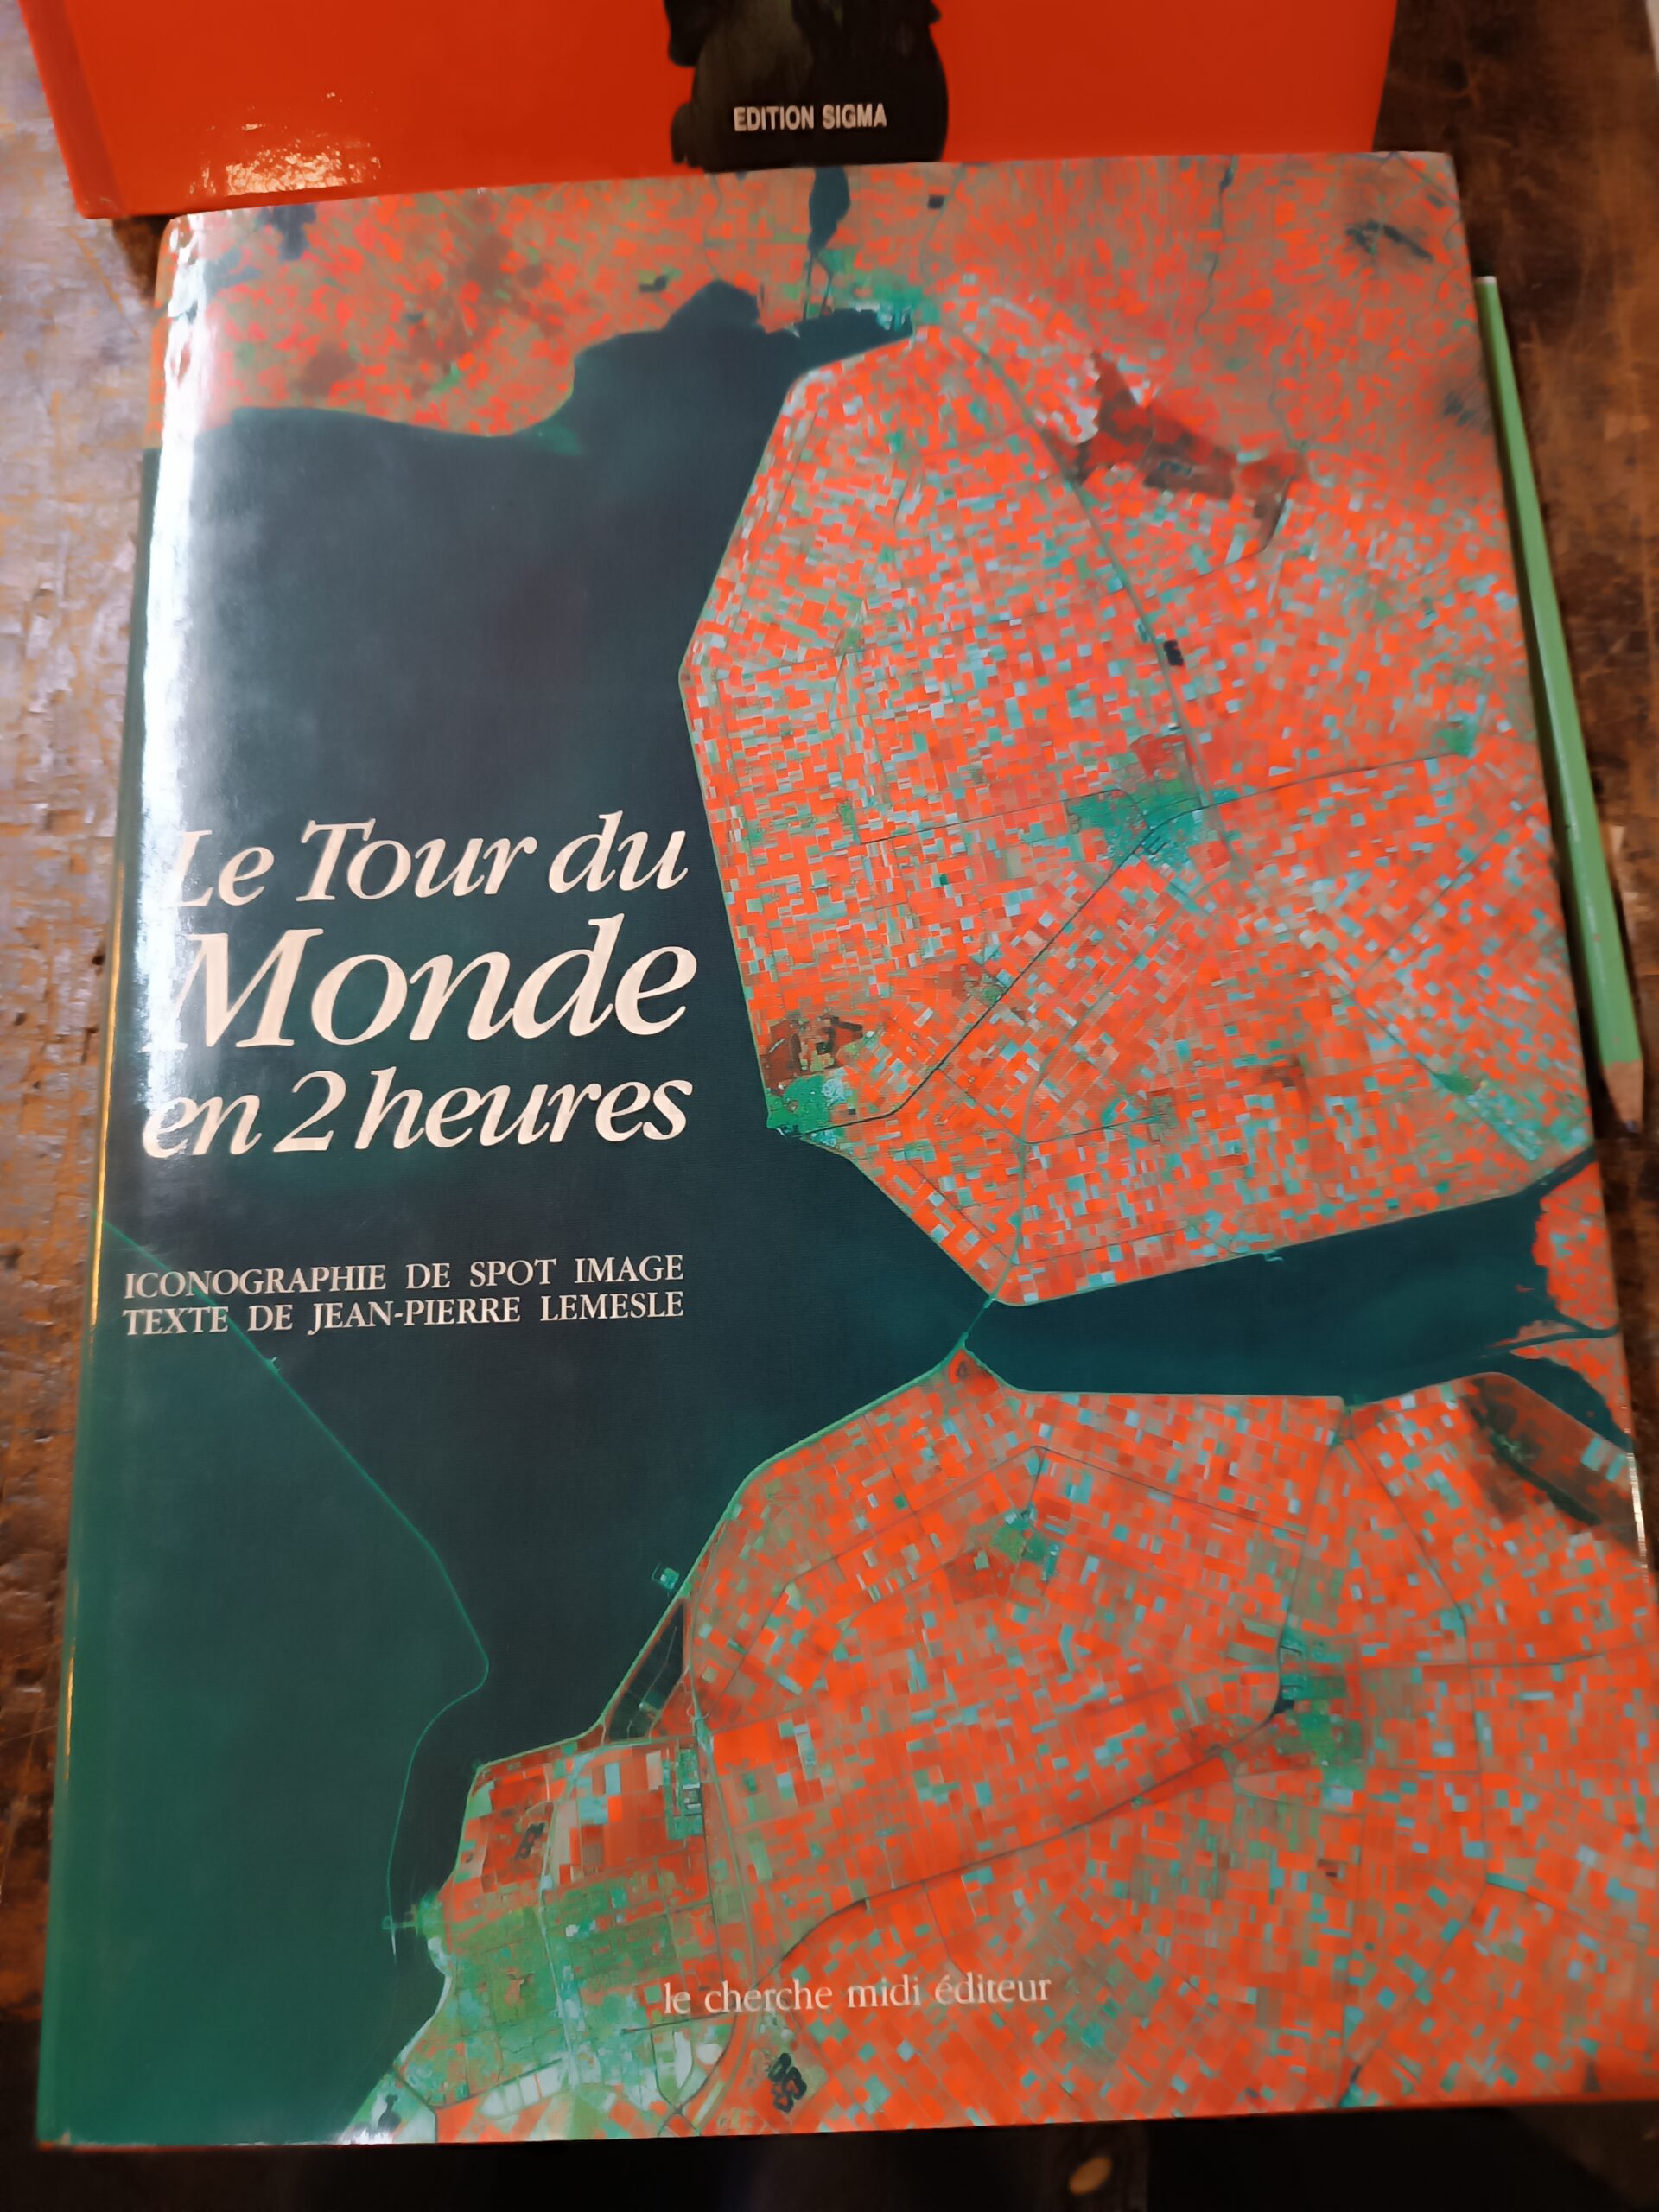 EDITION SIGMA
Le Tour du
Monde
en 2 heures
ICONOGRAPHIE DE SPOT IMAGE
TEXTE DE JEAN-PIERRE LEMESLE
le cherche midi éditeur